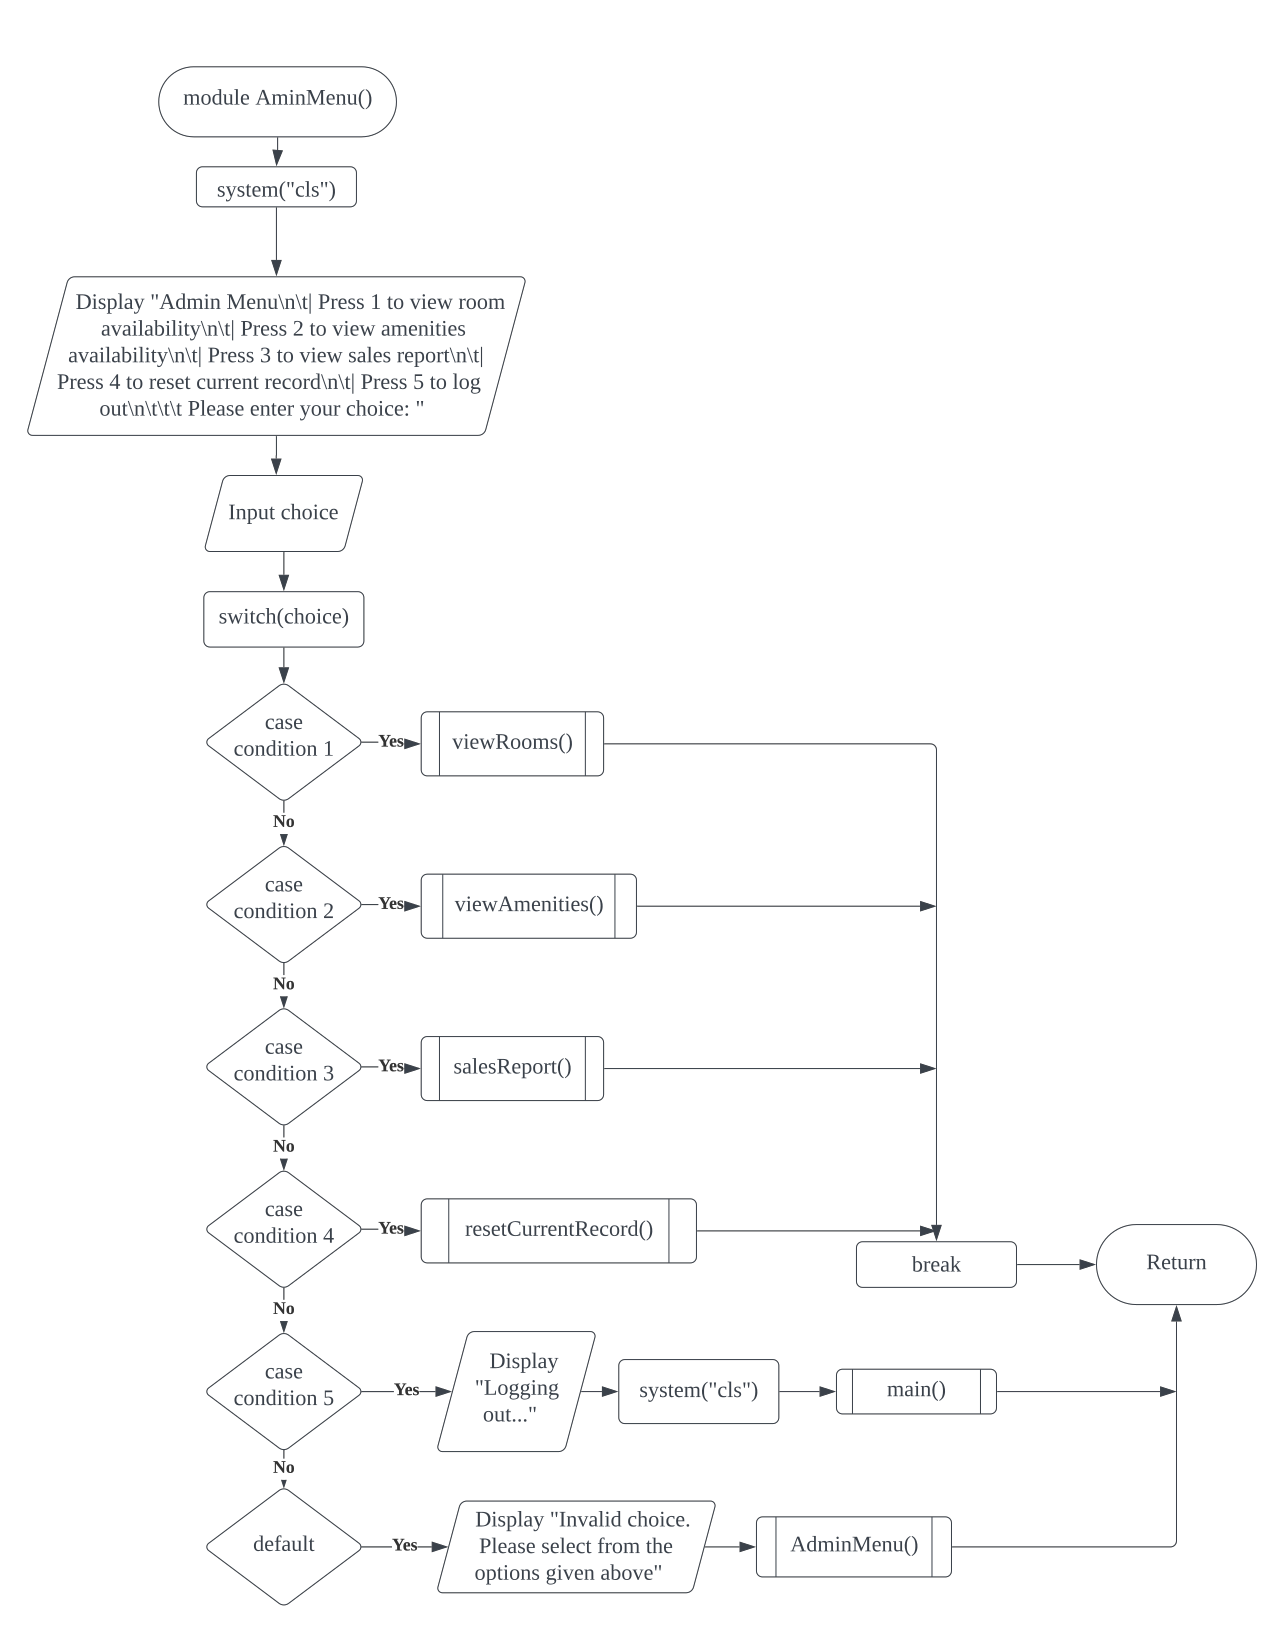 module AminMenu()
system("cls")
Display "Admin Menu\n\t| Press 1 to view room
availability\n\t| Press 2 to view amenities
availability\n\t| Press 3 to view sales report\n\t|
Press 4 to reset current record\n\t| Press 5 to log
out\n\t\t\t Please enter your choice: "
Input choice
switch(choice)
case
condition 1
Yes
viewRooms()
No
case
condition 2
Yes
viewAmenities()
No
case
condition 3
Yes
salesReport()
No
case
condition 4
Yes
resetCurrentRecord()
break
Return
No
case
condition 5
Yes
Display
"Logging
out..."
system("cls")
main()
No
default
Yes
Display "Invalid choice.
Please select from the
options given above"
AdminMenu()